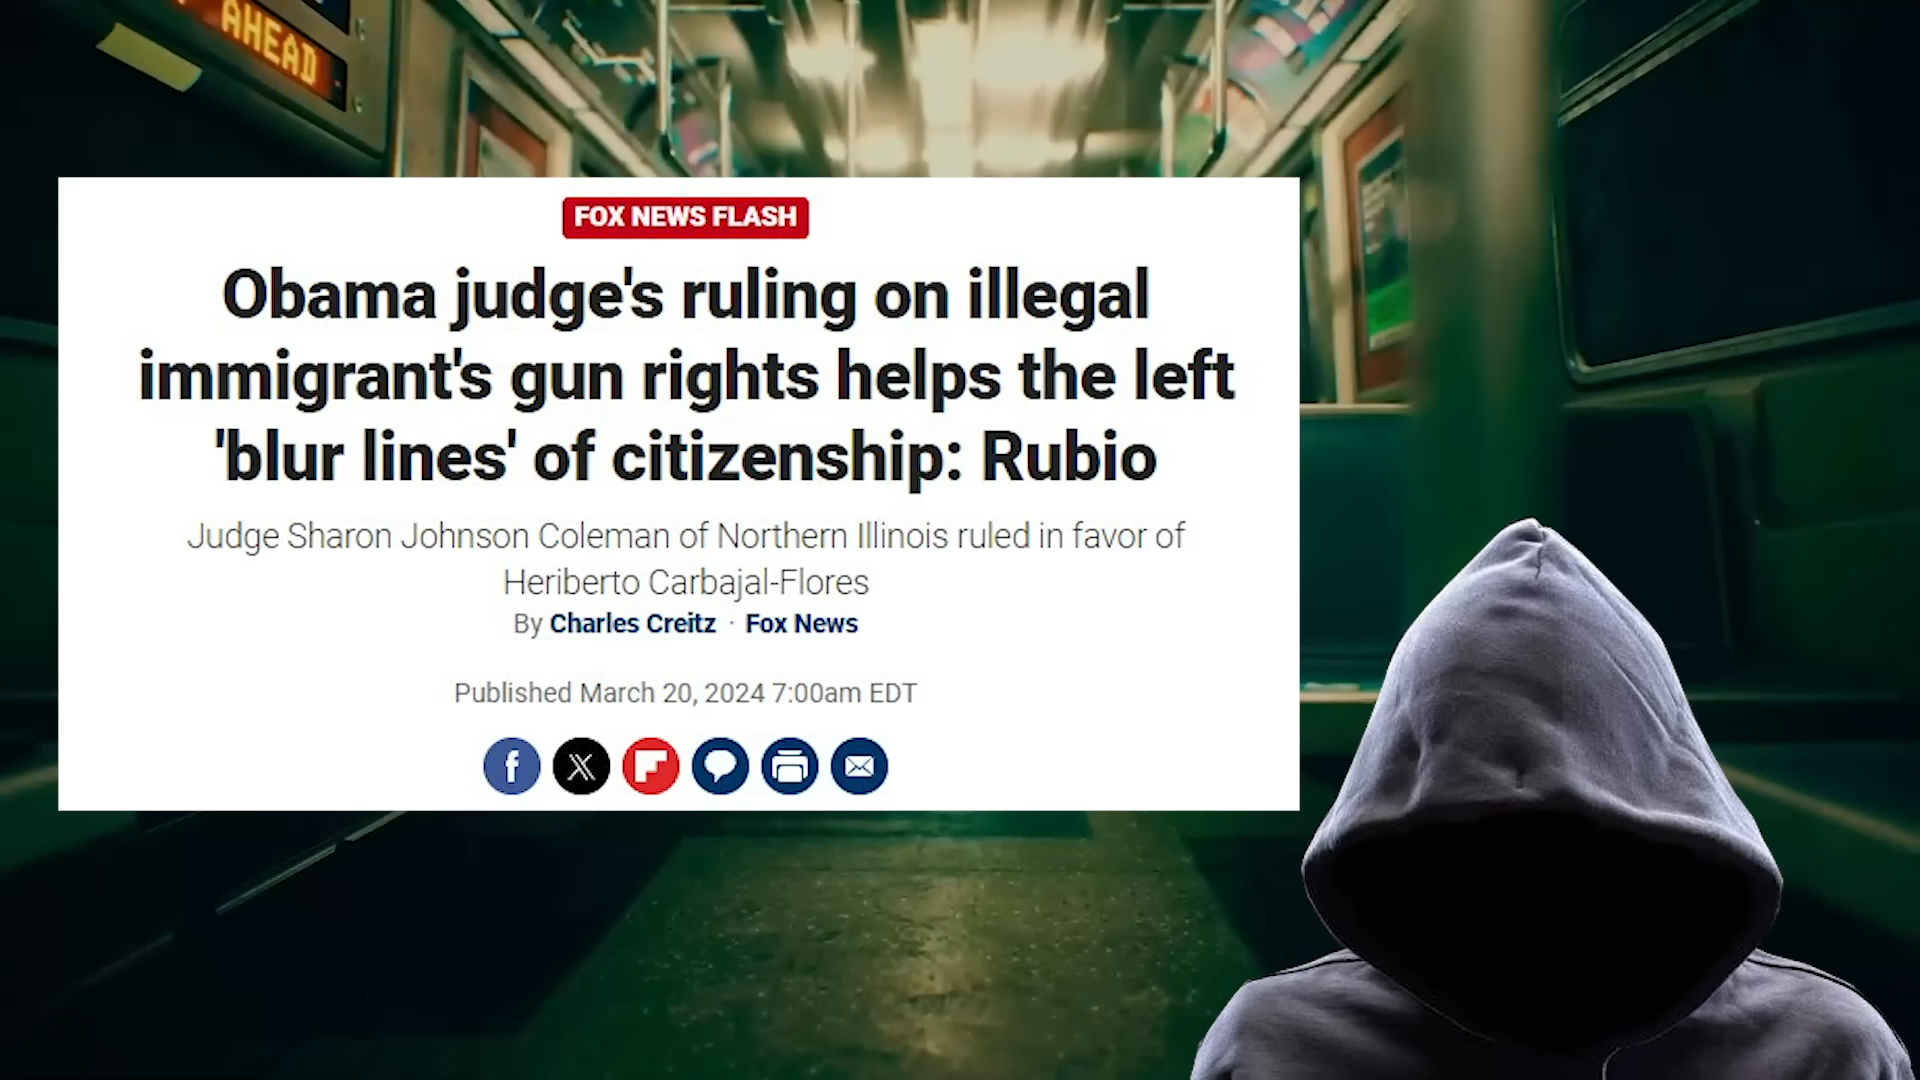 AHEAD
FOX NEWS FLASH
Obama judge's ruling on illegal
immigrant's gun rights helps the left
'blur lines' of citizenship: Rubio
Judge Sharon Johnson Coleman of Northern Illinois ruled in favor of
Heriberto Carbajal-Flores
By Charles Creitz · Fox News
Published March 20, 2024 7:00am EDT